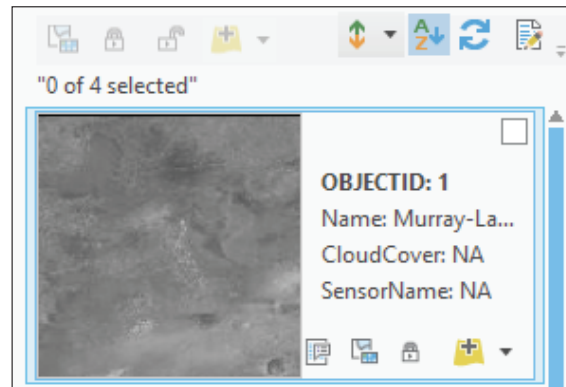 "0 of 4 selected"
OBJECTID: 1
Name: Murray-La...
CloudCover: NA
SensorName: NA